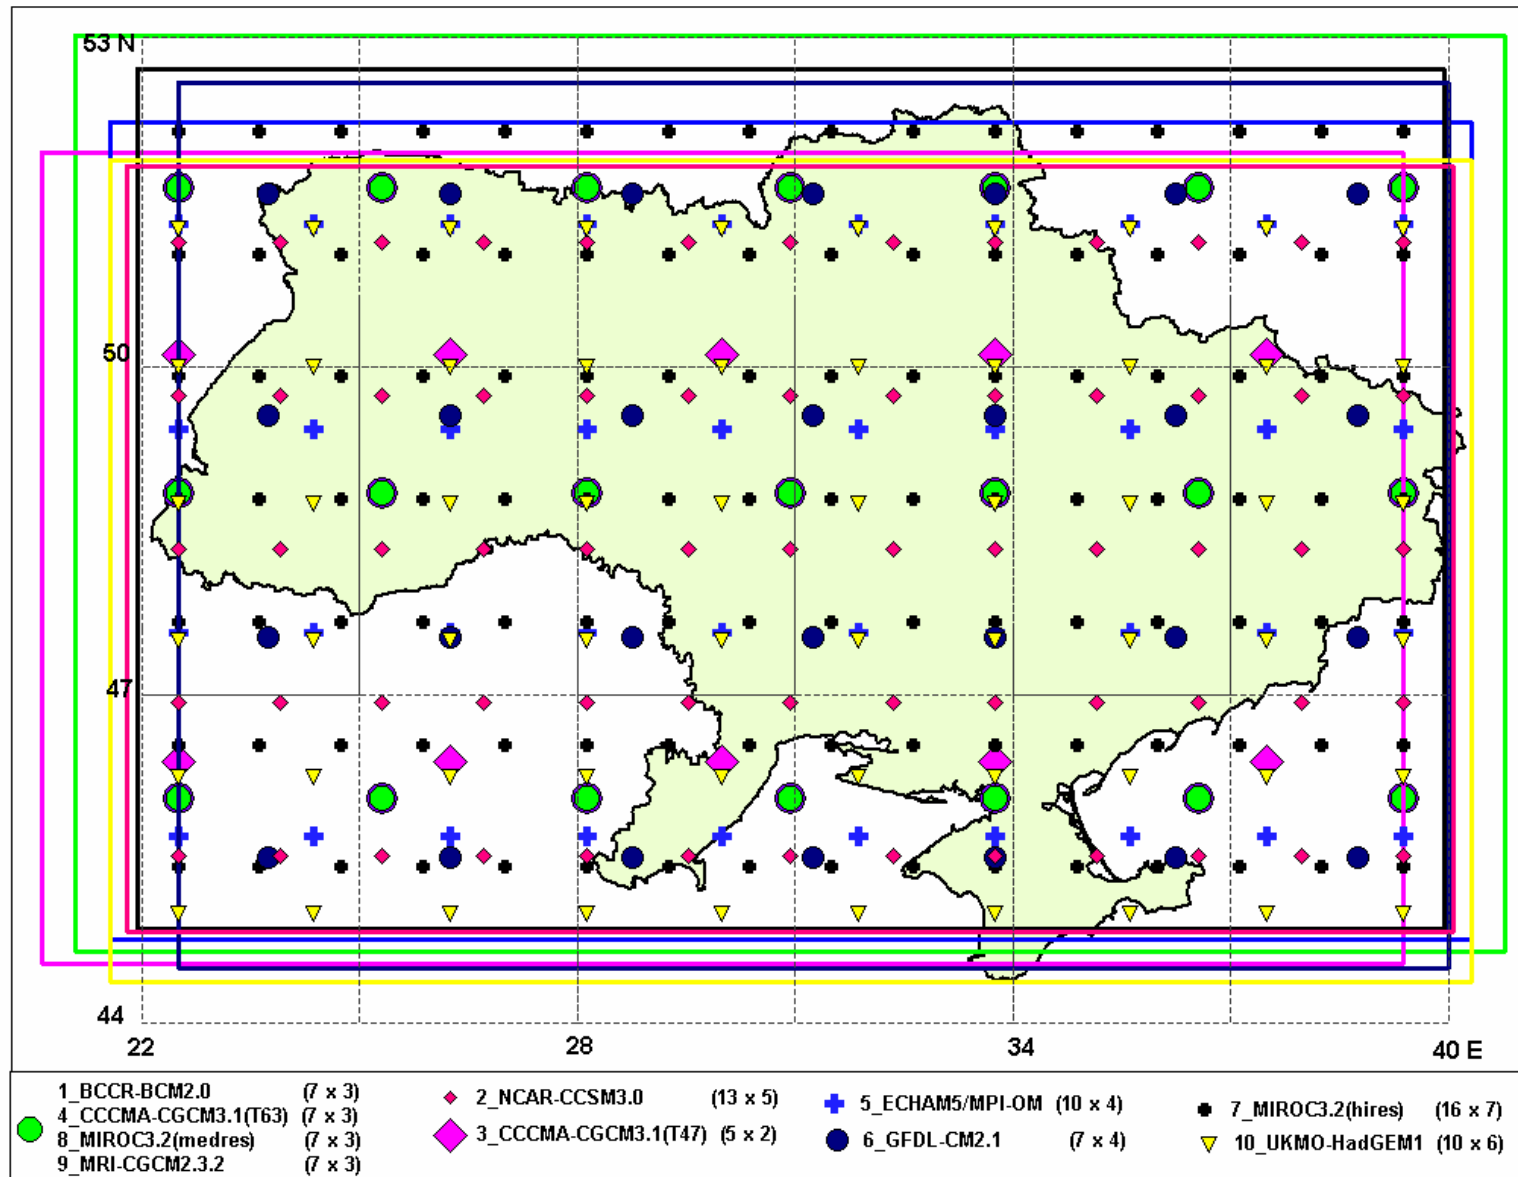 53 N
50
47
44
22 28 34 40 E
1_BCCR-BCM2.0 (7 x 3)
4_CCCMA-CGCM3.1(T63) (7 x 3)
8_MIROC3.2(medres) (7 x 3)
9_MRI-CGCM2.3.2 (7 x 3)
2_NCAR-CCSM3.0 (13 x 5)
3_CCCMA-CGCM3.1(T47) (5 x 2)
5_ECHAM5/MPI-OM (10 x 4)
6_GFDL-CM2.1 (7 x 4)
7_MIROC3.2(hires) (16 x 7)
10_UKMO-HadGEM1 (10 x 6)